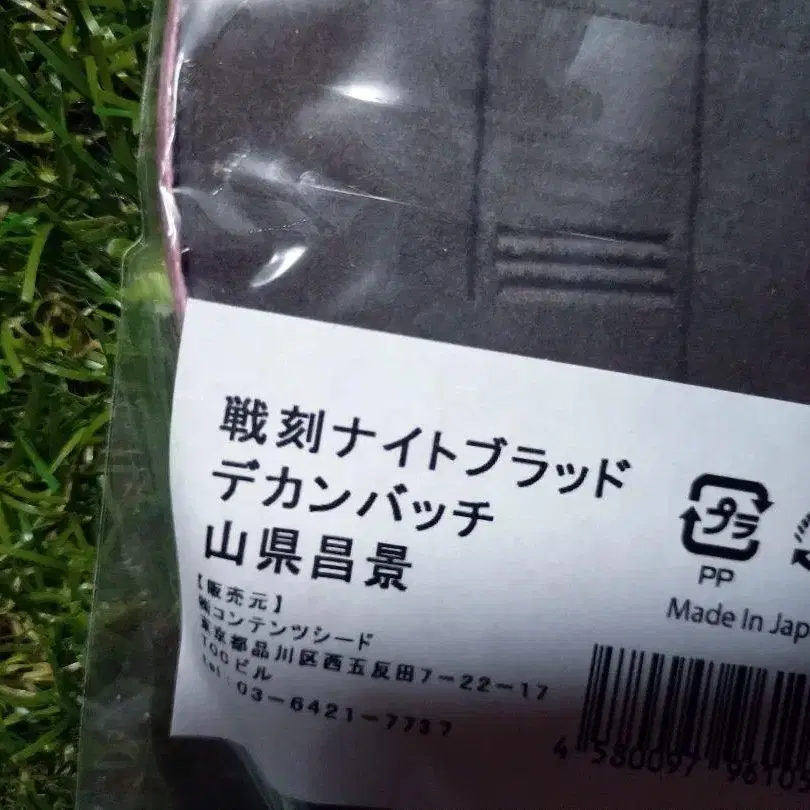 戦刻ナイトブラッド
デカンバッチ
山県昌景
【販売元】
㈱コンテンツシード
東京都品川区西五反田7-22-17
TOCビル
tel:03-6421-7737
プラ
PP
Made In Jap
4 580097 96105